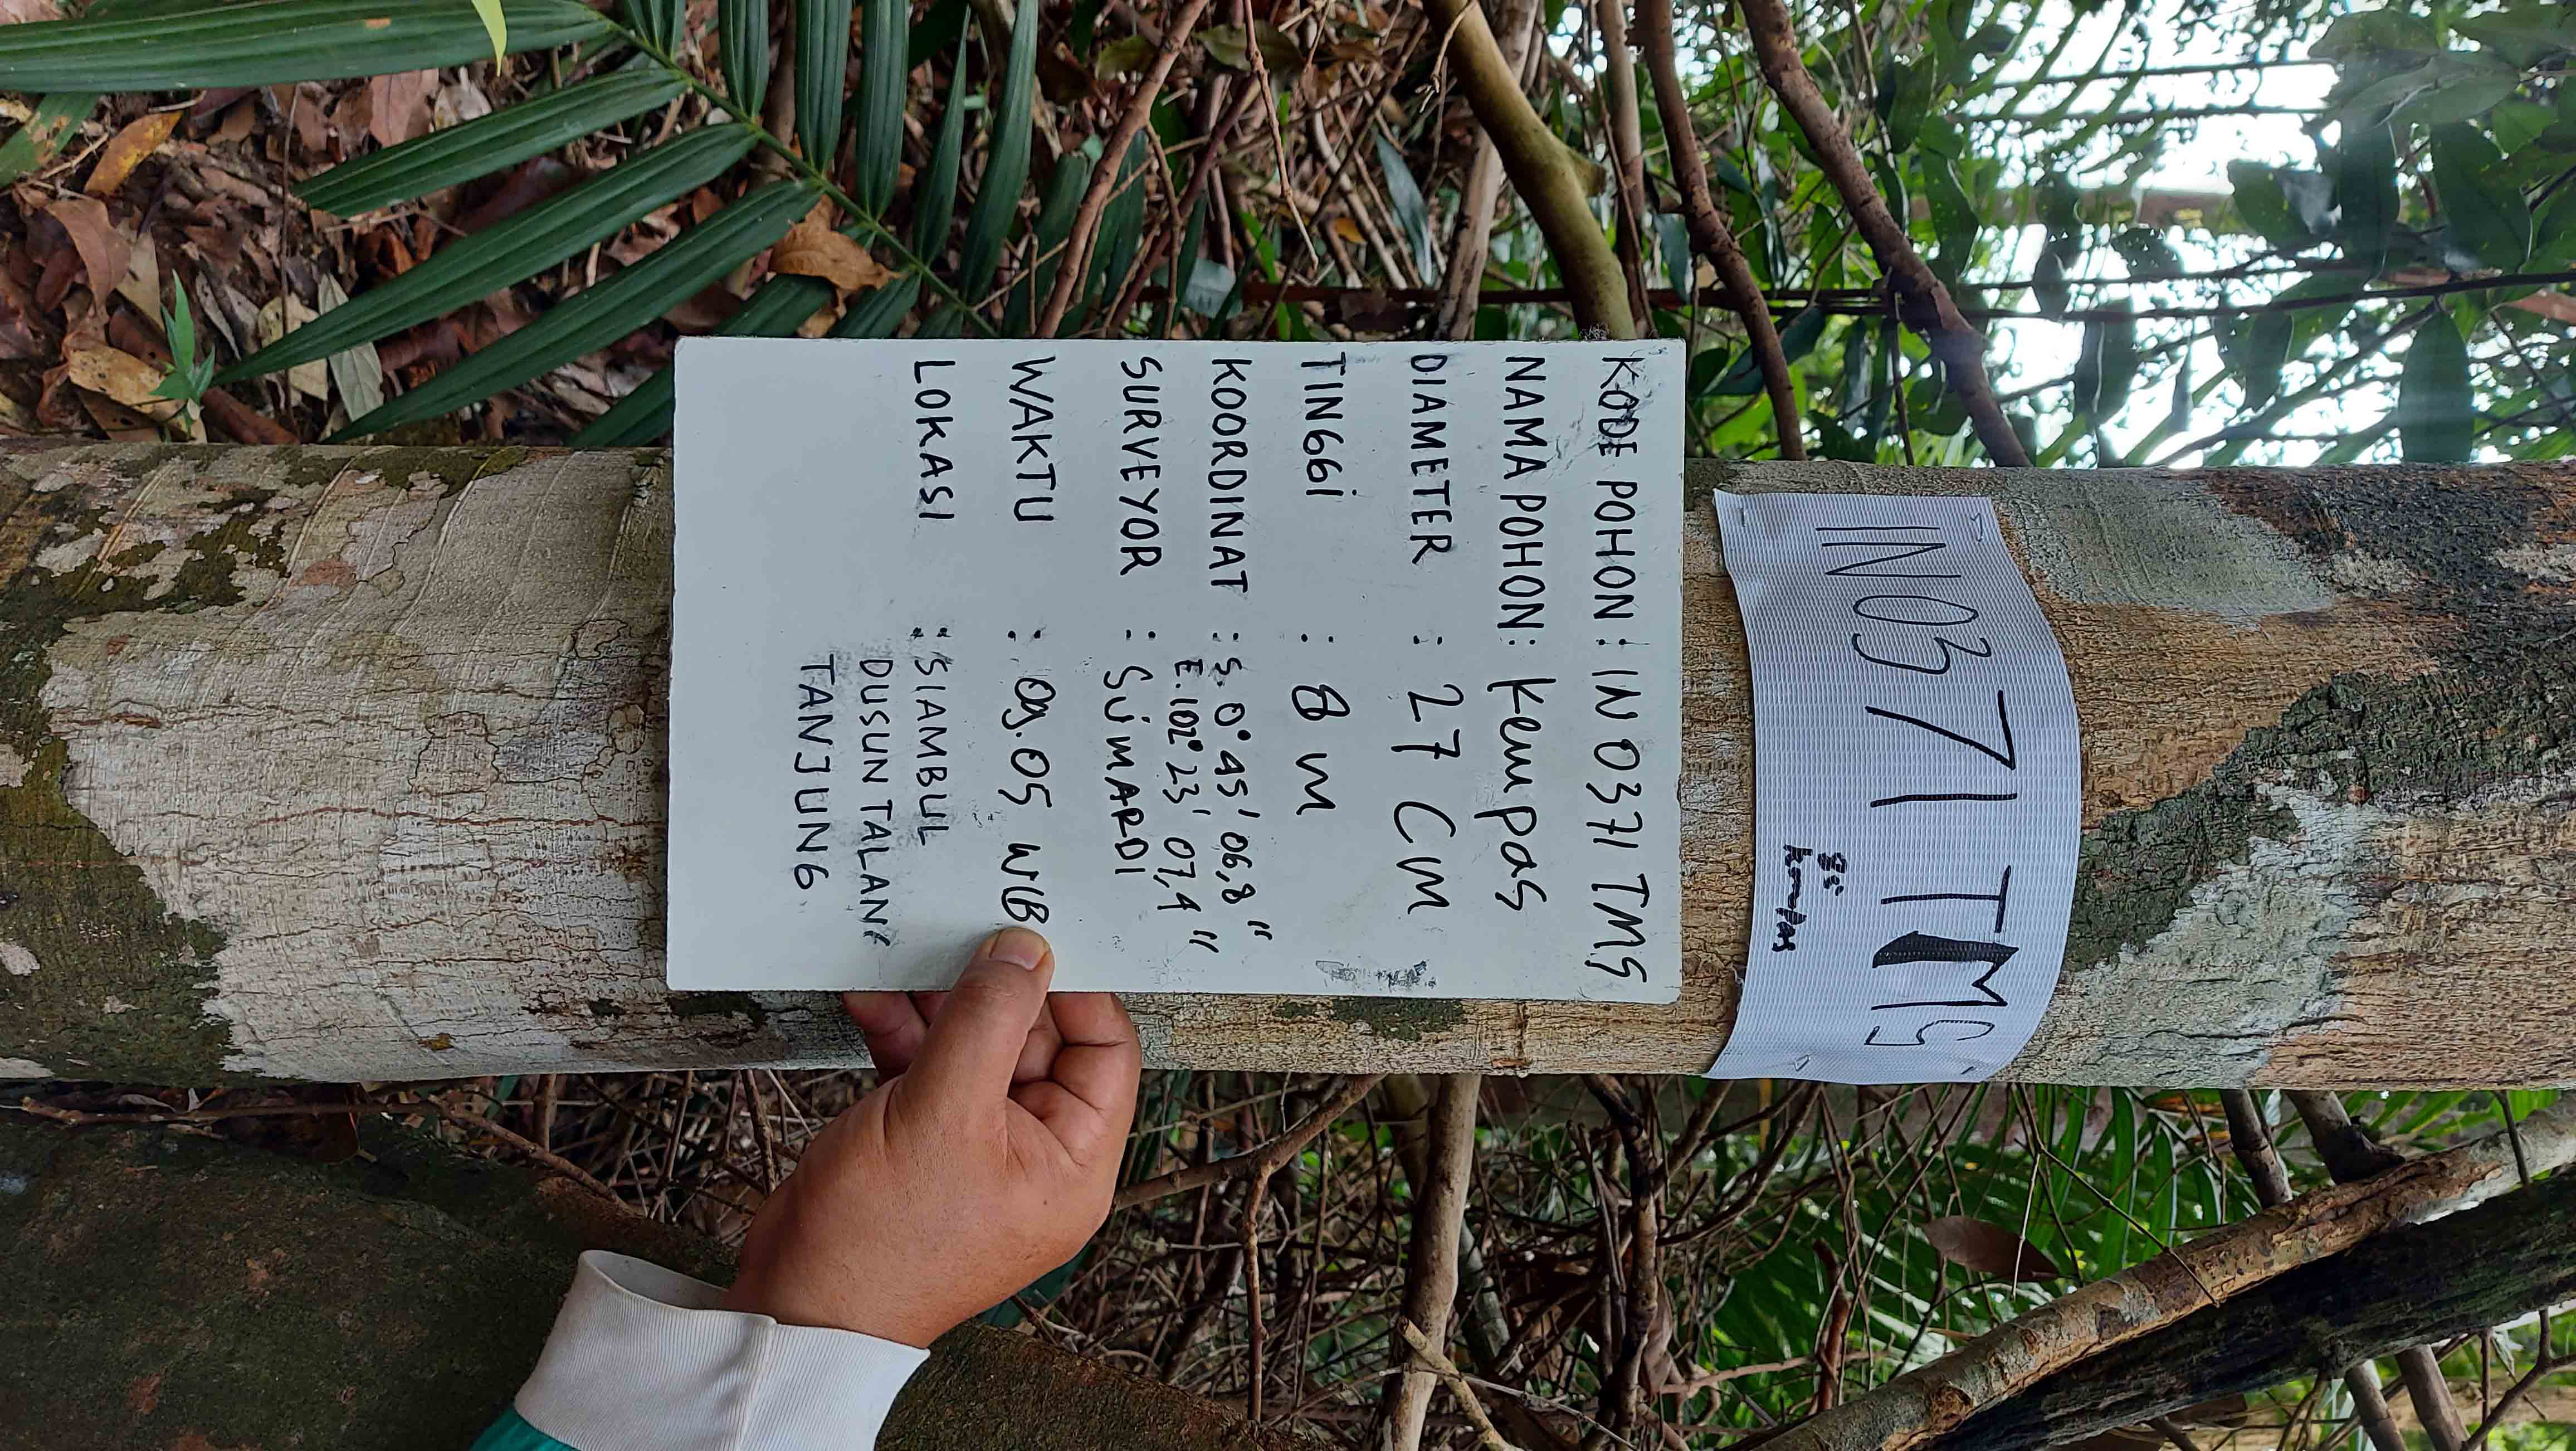 IN0371 TMS
85
kompas
KODE POHON : IN 0371 TMS
NAMA POHON : Kempas
DIAMETER : 27 CM
TINGGI : 8 m
KOORDINAT : S. 0° 45' 06,8"
E. 102° 23' 07,4"
SURVEYOR : SUMARDI
WAKTU : 09.05 WIB
LOKASI : SIAMBUL
DUSUN TALANG
TANJUNG